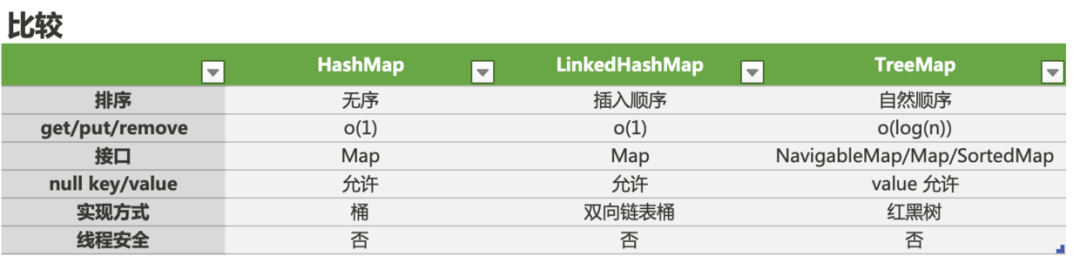 比较
HashMap LinkedHashMap TreeMap
排序 无序 插入顺序 自然顺序
get/put/remove o(1) o(1) o(log(n))
接口 Map Map NavigableMap/Map/SortedMap
null key/value 允许 允许 value 允许
实现方式 桶 双向链表桶 红黑树
线程安全 否 否 否